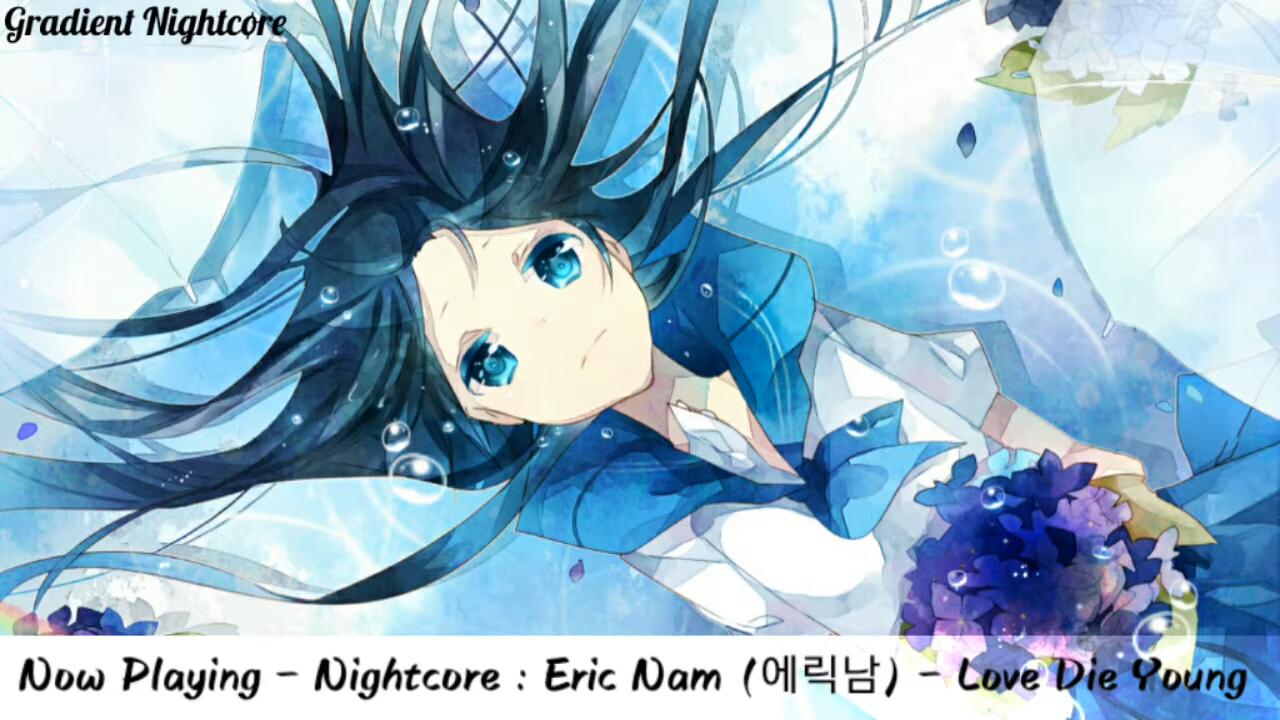 Gradient Nightcore
Now Playing - Nightcore : Eric Nam (에릭남) - Love Die Young